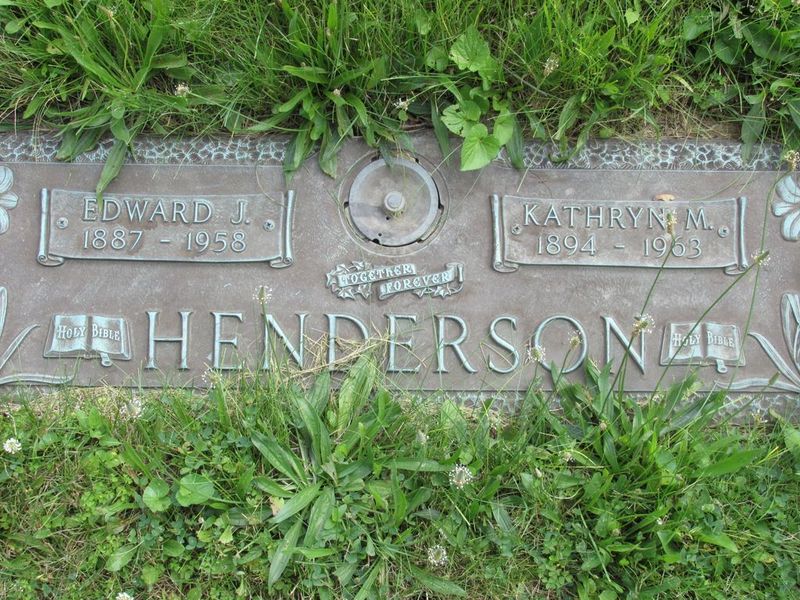 EDWARD J.
1887 - 1958
KATHRYN M.
1894 - 1963
TOGETHER
FOREVER
HOLY BIBLE
HENDERSON
HOLY BIBLE